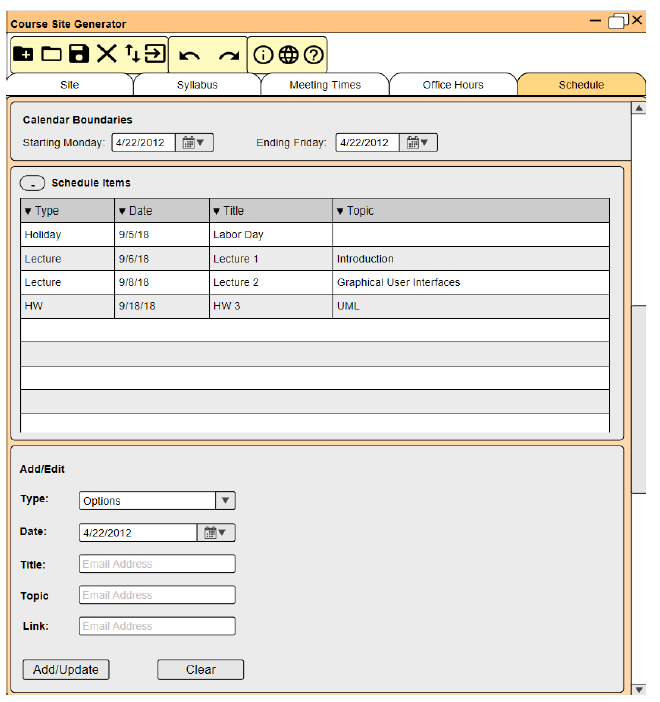 Course Site Generator
Site Syllabus Meeting Times Office Hours Schedule
Calendar Boundaries
Starting Monday: 4/22/2012 Ending Friday: 4/22/2012
- Schedule Items
▼ Type ▼ Date ▼ Title ▼ Topic
Holiday 9/5/18 Labor Day
Lecture 9/6/18 Lecture 1 Introduction
Lecture 9/8/18 Lecture 2 Graphical User Interfaces
HW 9/18/18 HW 3 UML
Add/Edit
Type: Options
Date: 4/22/2012
Title: Email Address
Topic Email Address
Link: Email Address
Add/Update Clear